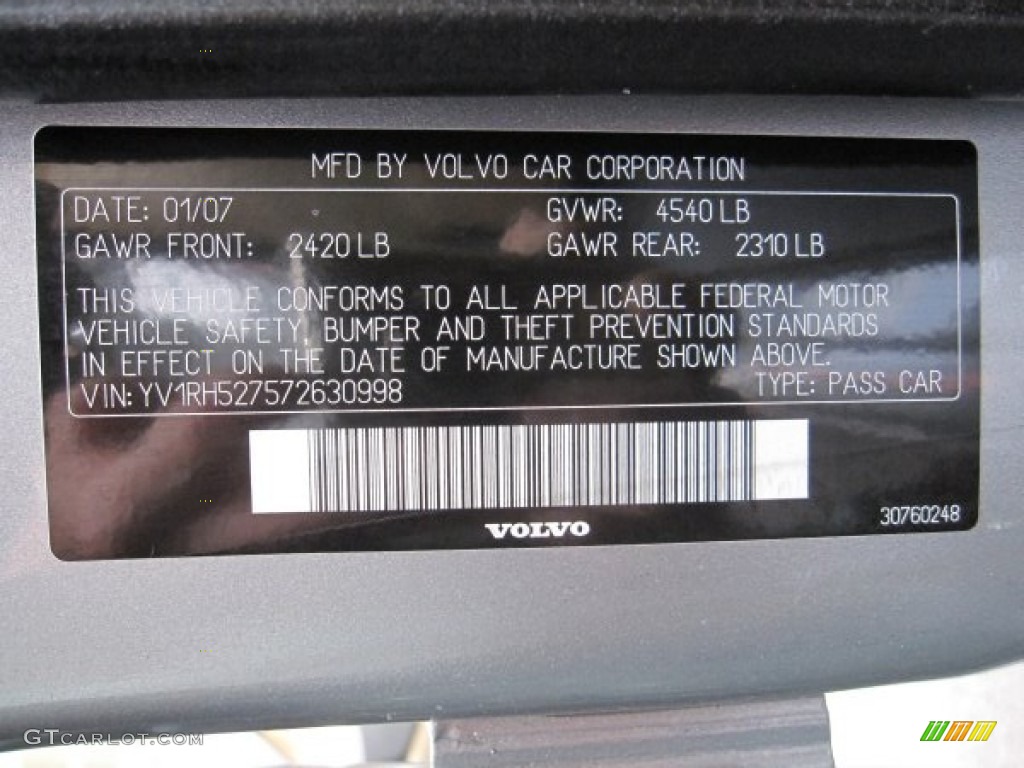 MFD BY VOLVO CAR CORPORATION
DATE: 01/07 GVWR: 4540 LB
GAWR FRONT: 2420 LB GAWR REAR: 2310 LB
THIS VEHICLE CONFORMS TO ALL APPLICABLE FEDERAL MOTOR
VEHICLE SAFETY, BUMPER AND THEFT PREVENTION STANDARDS
IN EFFECT ON THE DATE OF MANUFACTURE SHOWN ABOVE.
VIN: YV1RH527572630998 TYPE: PASS CAR
VOLVO
30760248
GTCARLOT.COM